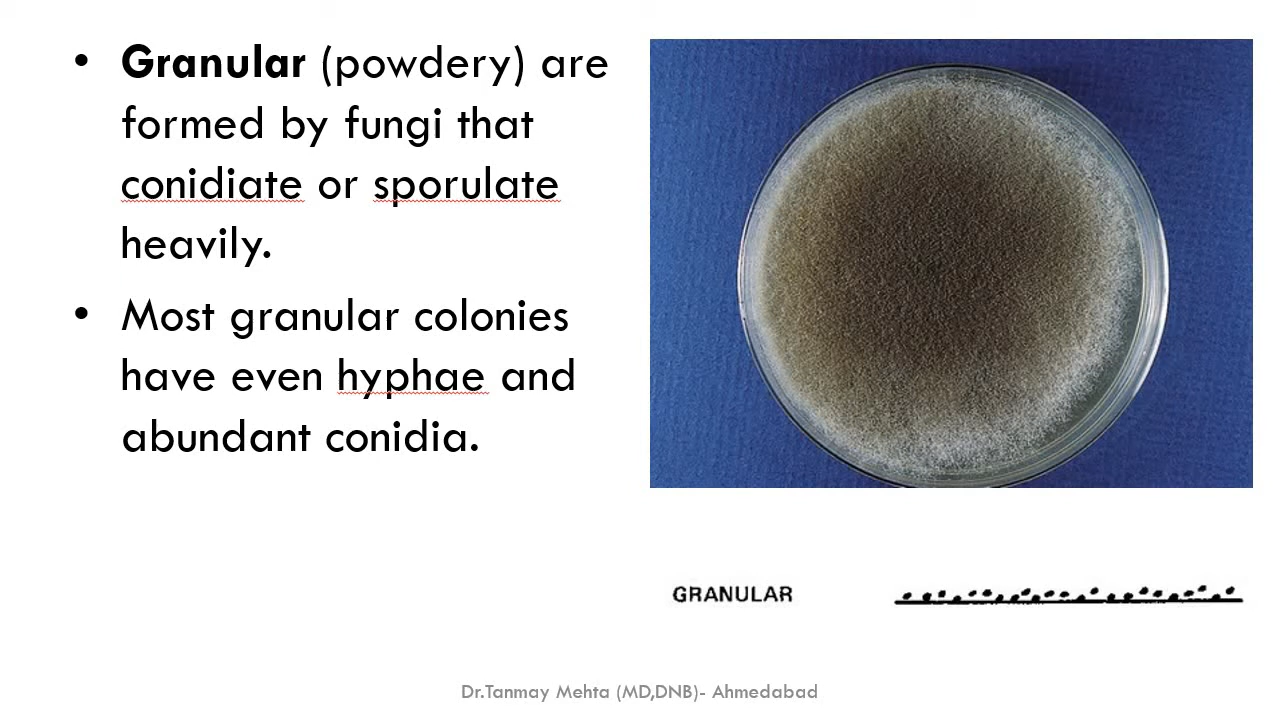 • Granular (powdery) are
formed by fungi that
conidiate or sporulate
heavily.
• Most granular colonies
have even hyphae and
abundant conidia.
GRANULAR
Dr.Tanmay Mehta (MD,DNB)- Ahmedabad